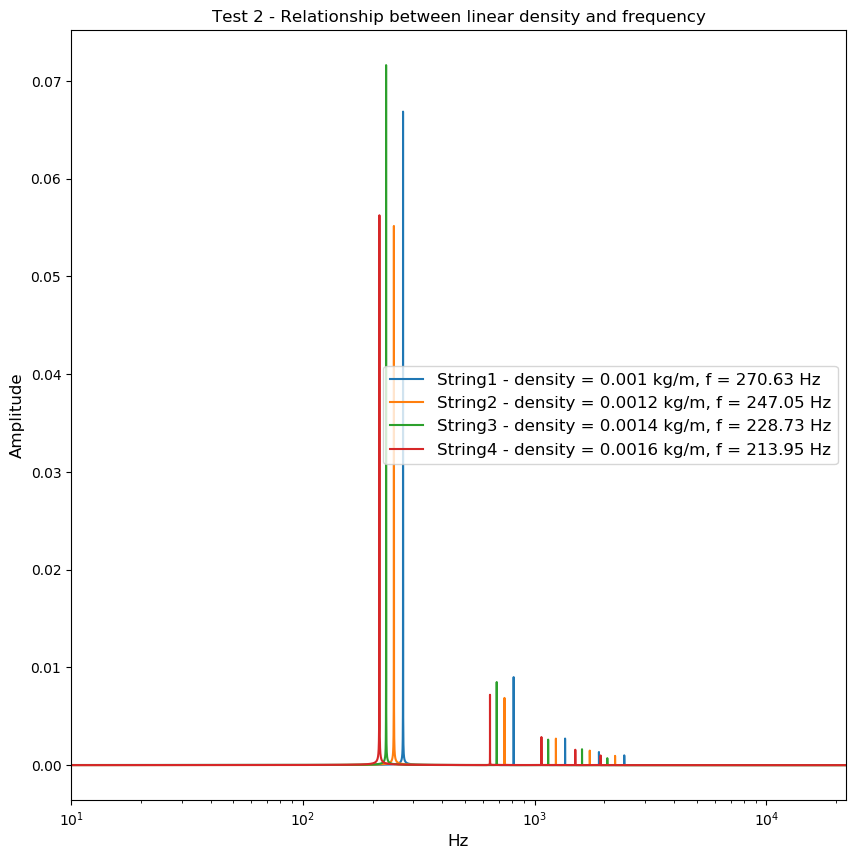 Test 2 - Relationship between linear density and frequency
0.07
0.06
0.05
0.04
0.03
0.02
0.01
0.00
Amplitude
String1 - density = 0.001 kg/m, f = 270.63 Hz
String2 - density = 0.0012 kg/m, f = 247.05 Hz
String3 - density = 0.0014 kg/m, f = 228.73 Hz
String4 - density = 0.0016 kg/m, f = 213.95 Hz
10¹ 10² 10³ 10⁴
Hz